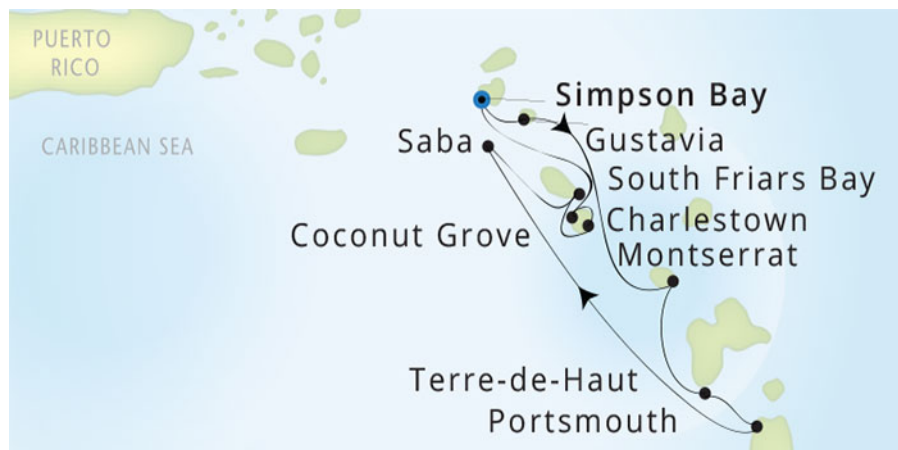 PUERTO
RICO
Simpson Bay
CARIBBEAN SEA
Saba
Gustavia
South Friars Bay
Coconut Grove
Charlestown
Montserrat
Terre-de-Haut
Portsmouth